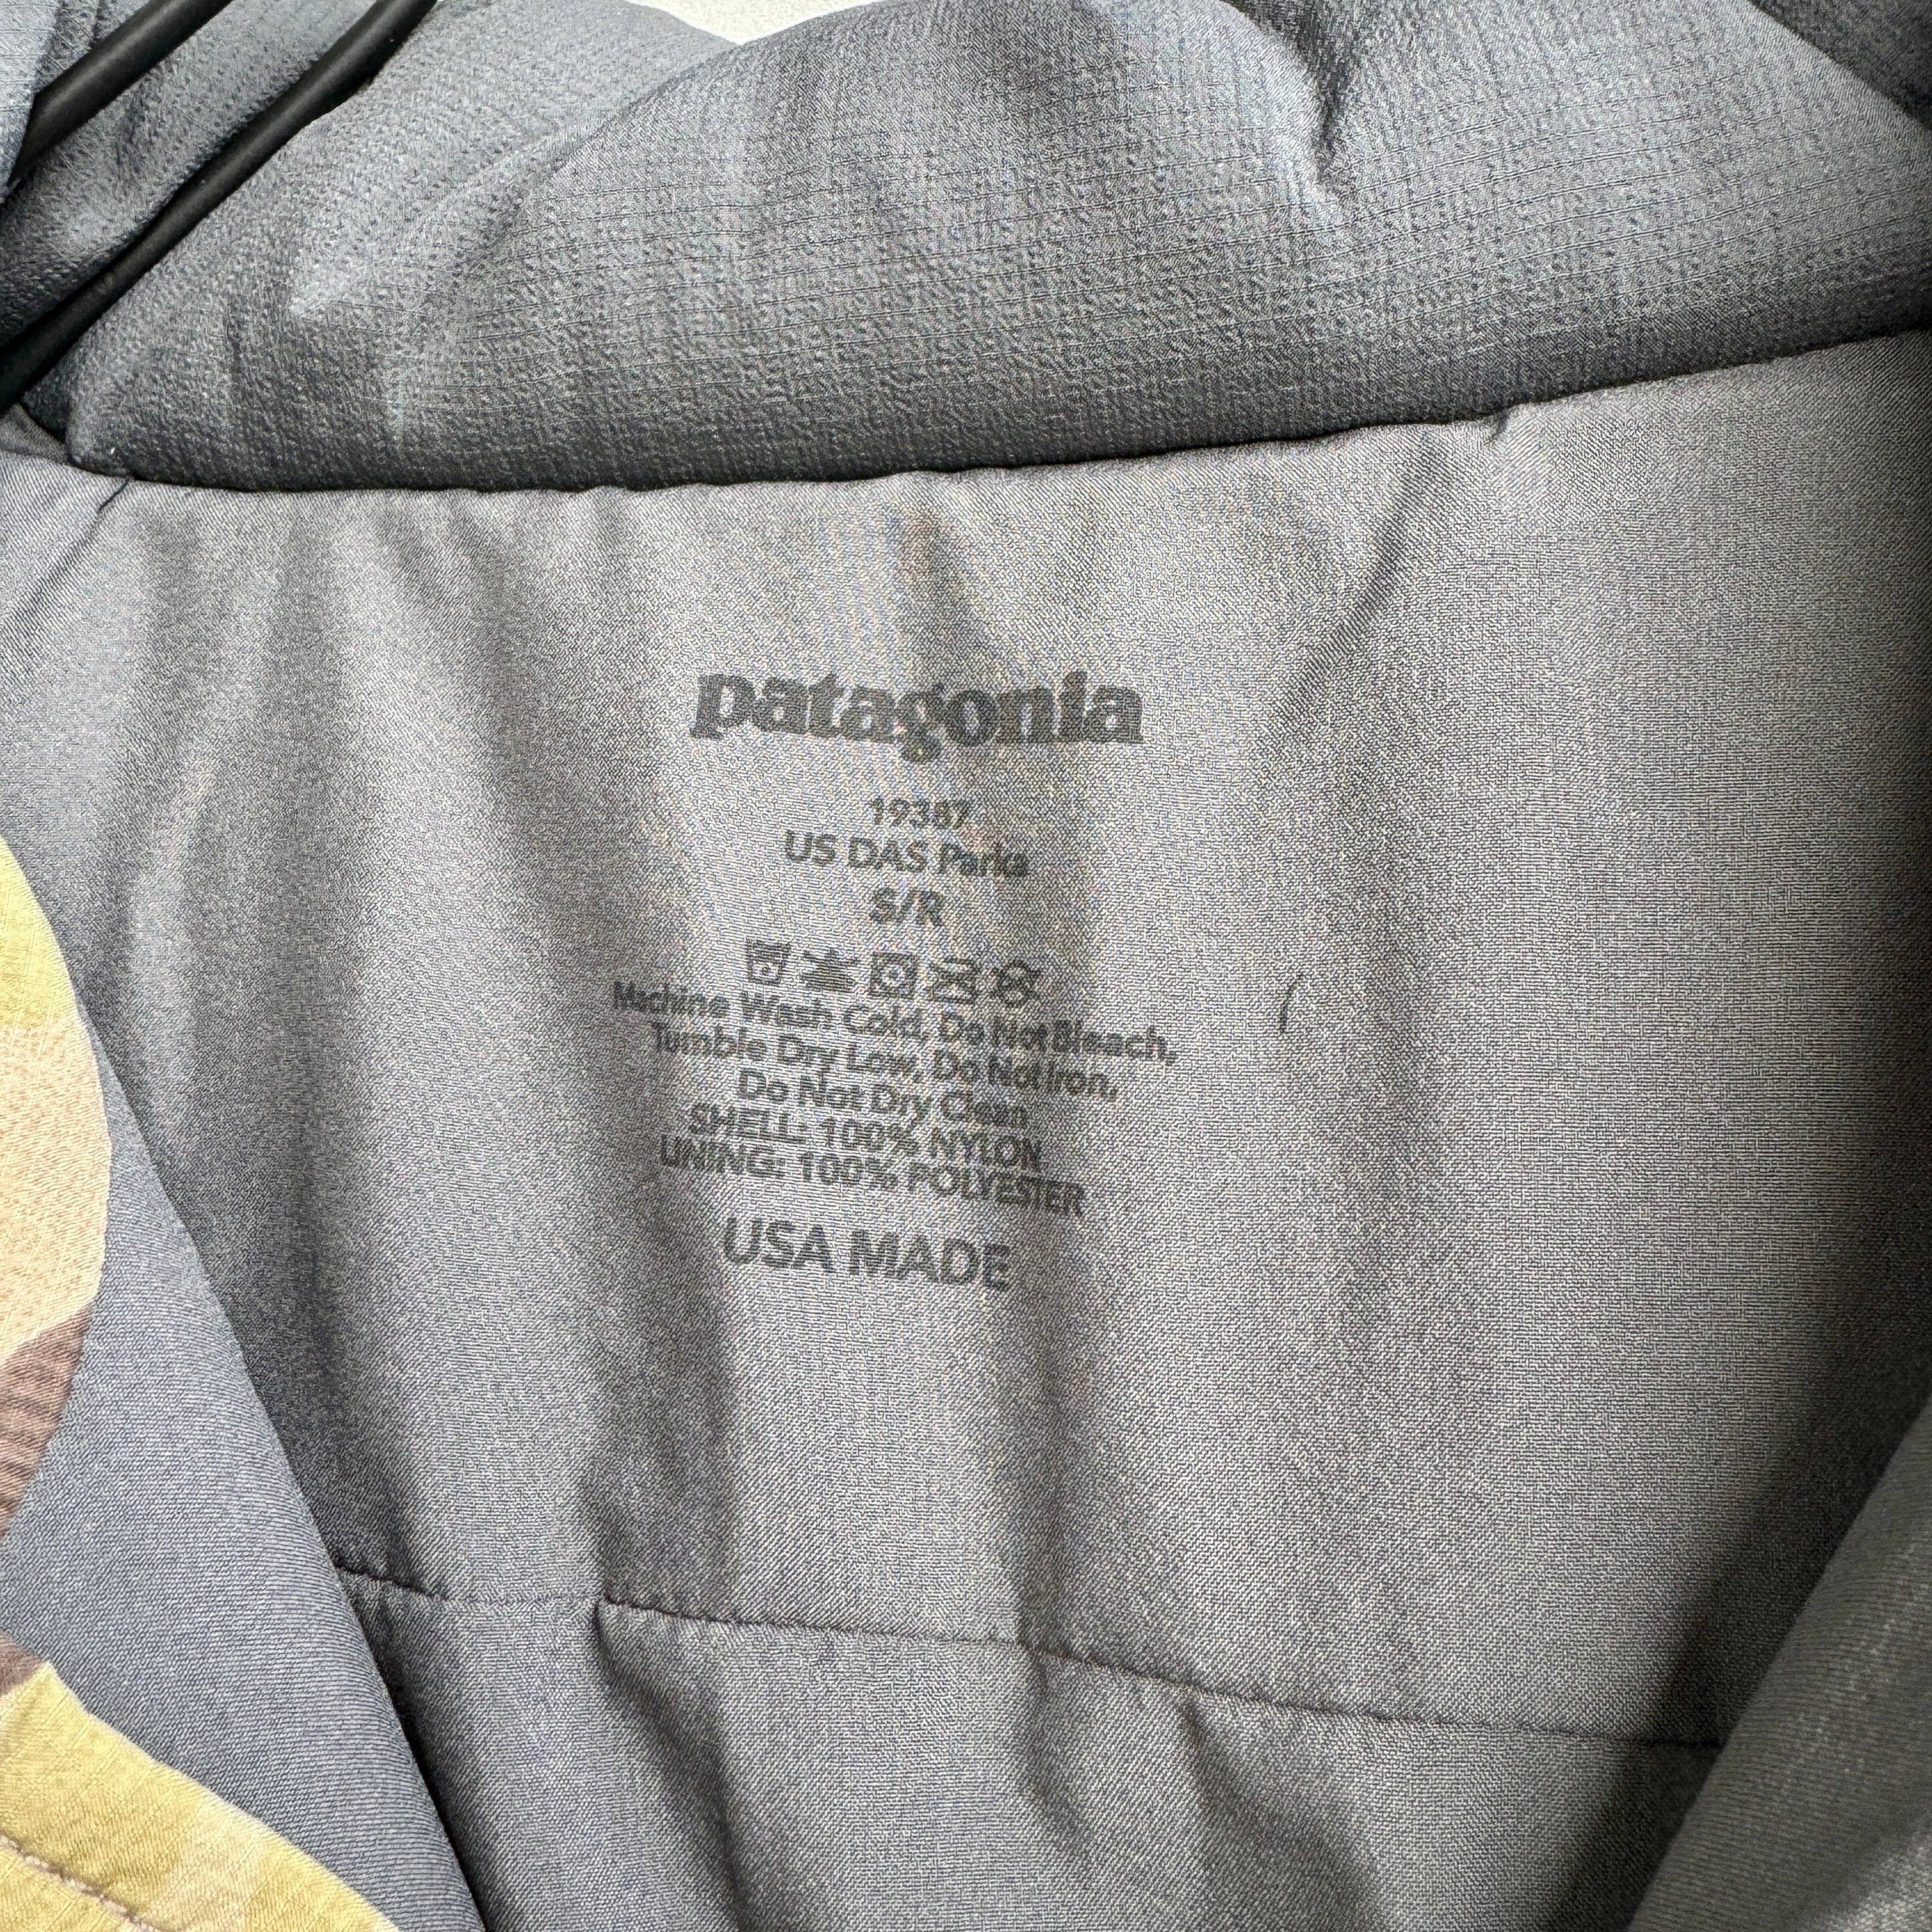 patagonia
19387
US DAS Parka
S/R
Machine Wash Cold, Do Not Bleach,
Tumble Dry Low, Do Not Iron,
Do Not Dry Clean
SHELL: 100% NYLON
LINING: 100% POLYESTER
USA MADE